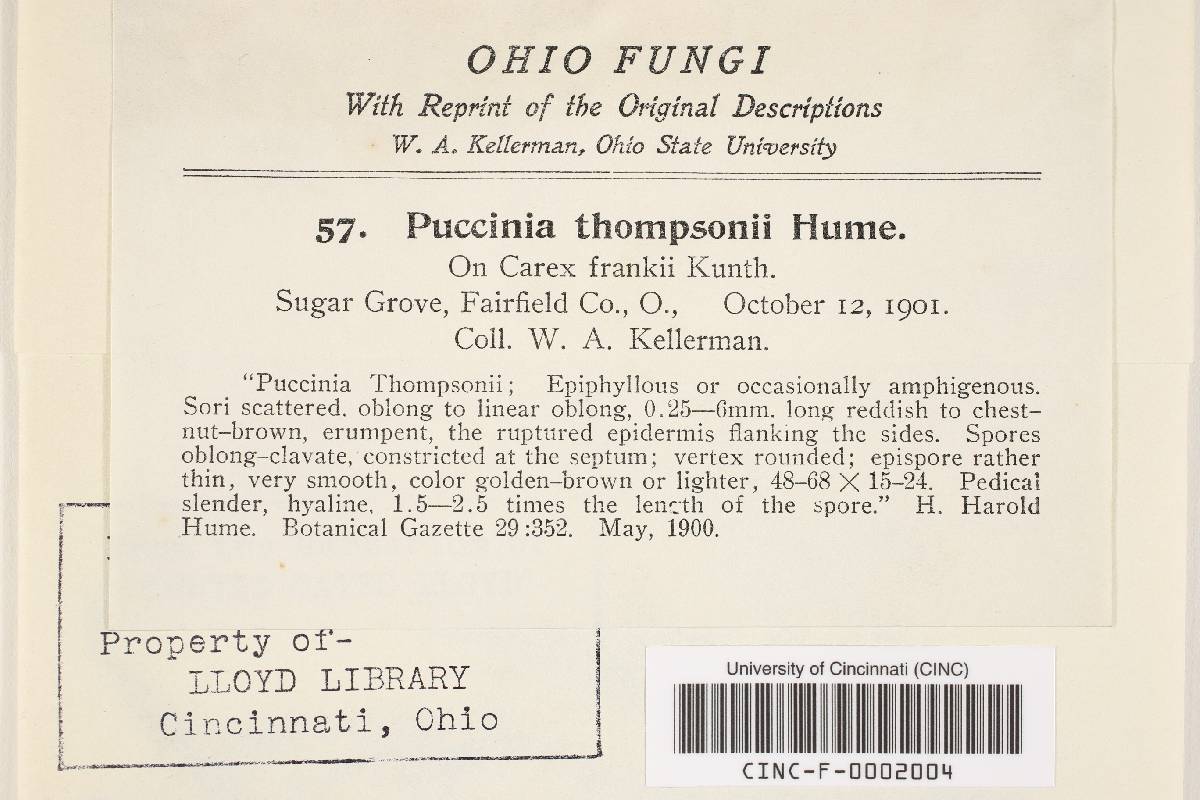 OHIO FUNGI
With Reprint of the Original Descriptions
W. A. Kellerman, Ohio State University
57. Puccinia thompsonii Hume.
On Carex frankii Kunth.
Sugar Grove, Fairfield Co., O., October 12, 1901.
Coll. W. A. Kellerman.
"Puccinia Thompsonii; Epiphyllous or occasionally amphigenous.
Sori scattered. oblong to linear oblong, 0.25—6mm. long reddish to chest-
nut-brown, erumpent, the ruptured epidermis flanking the sides. Spores
oblong-clavate, constricted at the septum; vertex rounded; epispore rather
thin, very smooth, color golden-brown or lighter, 48-68 X 15-24. Pedical
slender, hyaline, 1.5—2.5 times the length of the spore." H. Harold
Hume. Botanical Gazette 29:352. May, 1900.
Property of-
LLOYD LIBRARY
Cincinnati, Ohio
University of Cincinnati (CINC)
CINC-F-0002004